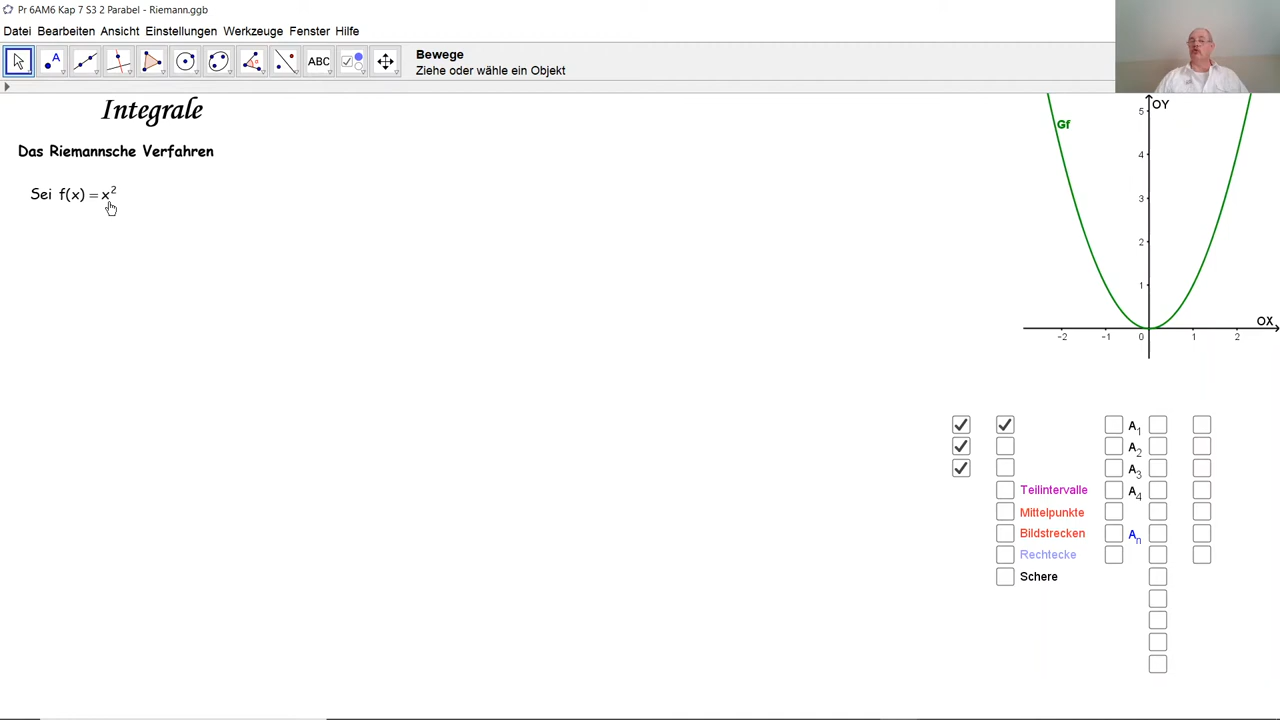 Pr 6AM6 Kap 7 S3 2 Parabel - Riemann.ggb
Datei Bearbeiten Ansicht Einstellungen Werkzeuge Fenster Hilfe
A
ABC
Bewege
Ziehe oder wähle ein Objekt
Integrale
Das Riemannsche Verfahren
Sei f(x) = x²
OY
Gf
5
4
3
2
1
OX
-2 -1 0 1 2
A₁
A₂
A₃
Teilintervalle A₄
Mittelpunkte
Bildstrecken Aₙ
Rechtecke
Schere